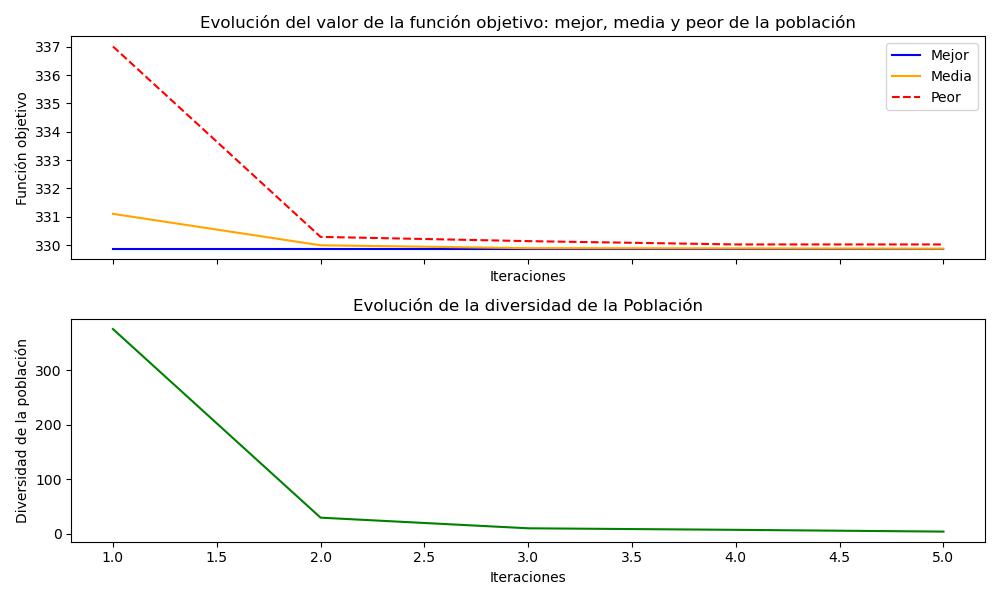 Evolución del valor de la función objetivo: mejor, media y peor de la población
337
336
335
334
333
332
331
330
Función objetivo
Mejor
Media
Peor
Iteraciones
Evolución de la diversidad de la Población
300
200
100
0
Diversidad de la población
1.0 1.5 2.0 2.5 3.0 3.5 4.0 4.5 5.0
Iteraciones